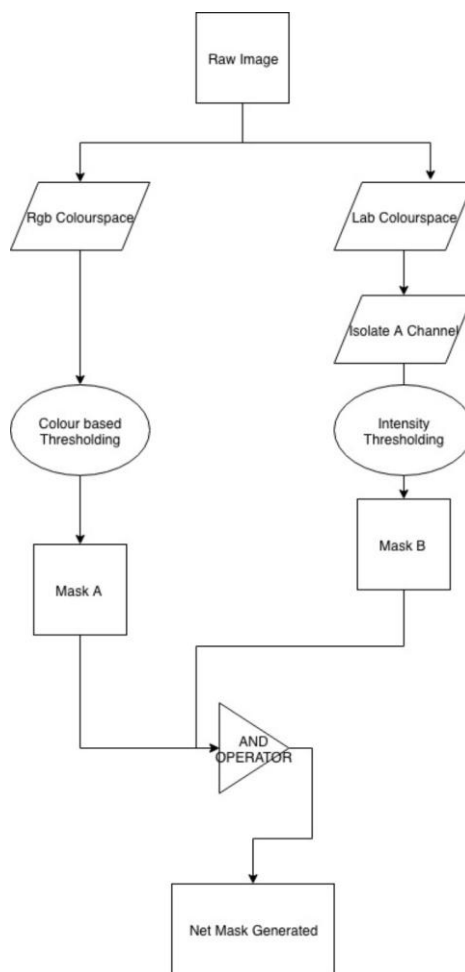 Raw Image
Rgb Colourspace
Lab Colourspace
Isolate A Channel
Colour based
Thresholding
Intensity
Thresholding
Mask B
Mask A
AND
OPERATOR
Net Mask Generated